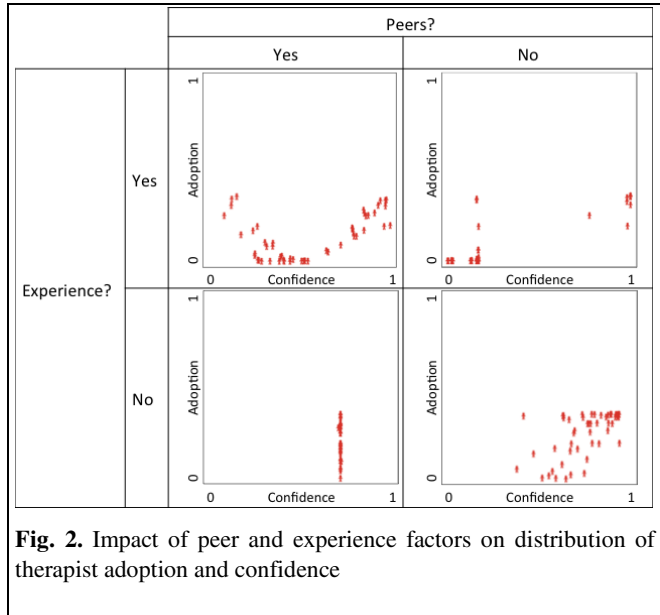 Peers?
Yes
No
Experience?
Yes
1
Adoption
0
0
Confidence
1
1
Adoption
0
0
Confidence
1
No
1
Adoption
0
0
Confidence
1
1
Adoption
0
0
Confidence
1
Fig. 2. Impact of peer and experience factors on distribution of
therapist adoption and confidence